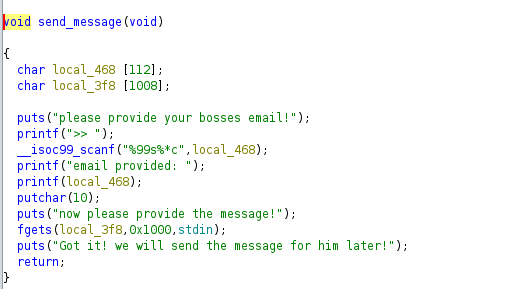 void send_message(void)
{
char local_468 [112];
char local_3f8 [1008];
puts("please provide your bosses email!");
printf(">> ");
__isoc99_scanf("%99s%*c",local_468);
printf("email provided: ");
printf(local_468);
putchar(10);
puts("now please provide the message!");
fgets(local_3f8,0x1000,stdin);
puts("Got it! we will send the message for him later!");
return;
}